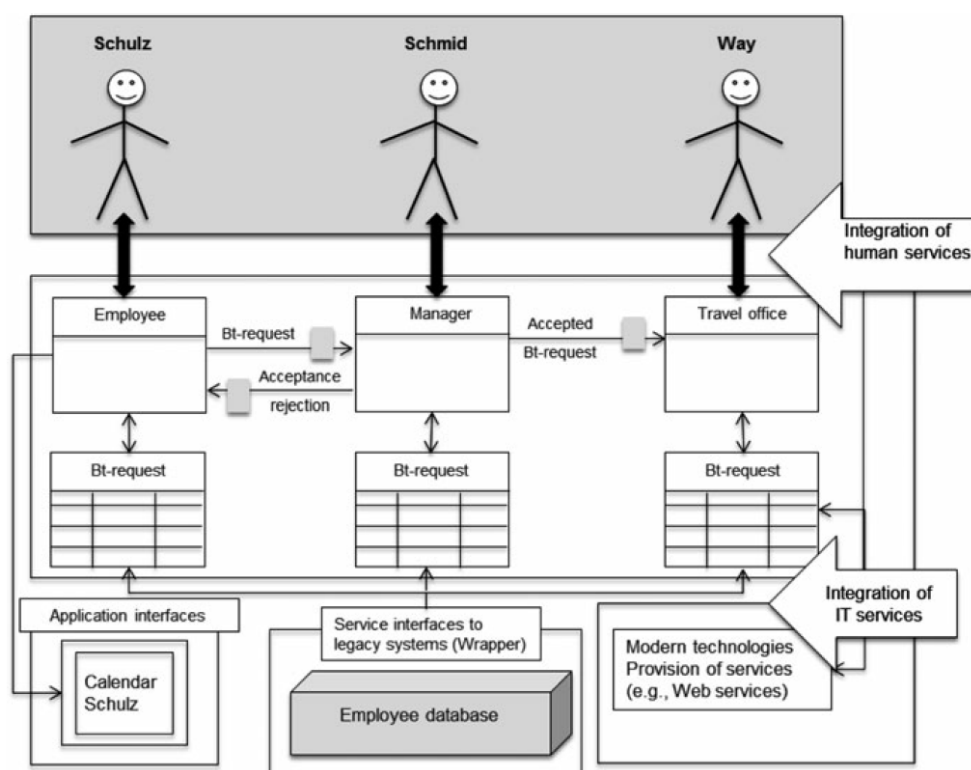 Schulz
Schmid
Way
Integration of
human services
Employee
Manager
Travel office
Bt-request
Accepted
Bt-request
Acceptance
rejection
Bt-request
Bt-request
Bt-request
Application interfaces
Service interfaces to
legacy systems (Wrapper)
Integration of
IT services
Modern technologies
Provision of services
(e.g., Web services)
Calendar
Schulz
Employee database